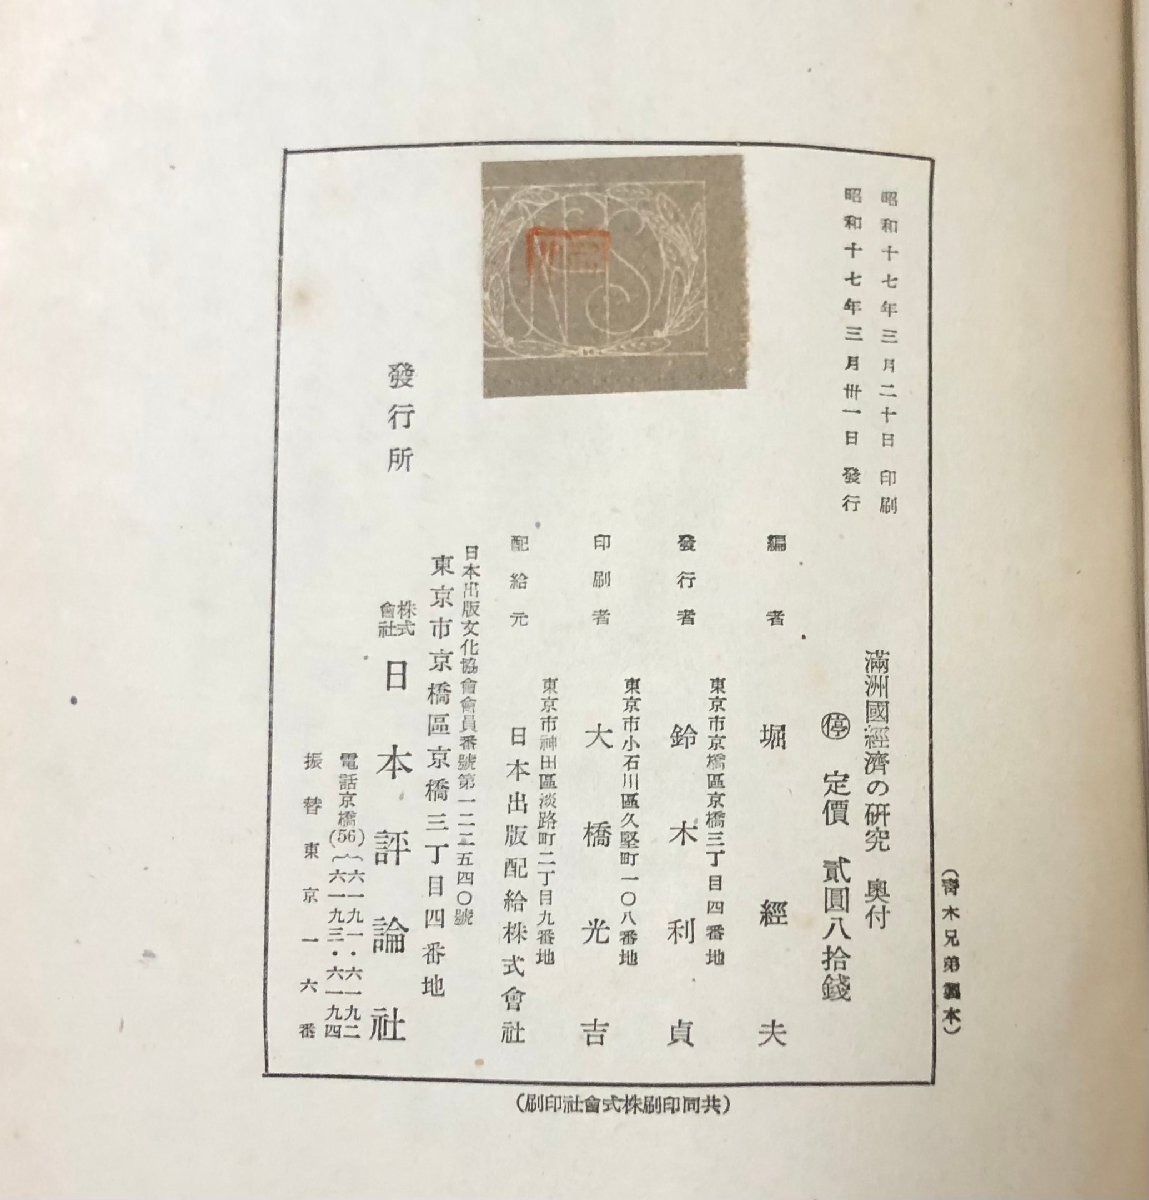 昭和十七年三月二十日印刷
昭和十七年三月卅一日發行
滿洲國經濟の研究 奧付
停 定價 貳圓八拾錢
編者 堀經夫
東京市京橋區京橋三丁目四番地
發行者 鈴木利貞
東京市小石川區久堅町一〇八番地
印刷者 大橋光吉
東京市神田區淡路町二丁目九番地
配給元 日本出版配給株式會社
日本出版文化協會會員番號第一二二五四〇號
東京市京橋區京橋三丁目四番地
發行所 株式會社 日本評論社
電話京橋(56){六一九一・六一九二
六一九三・六一九四
振替東京一六番
(共同印刷株式會社印刷)
木兄弟製本)